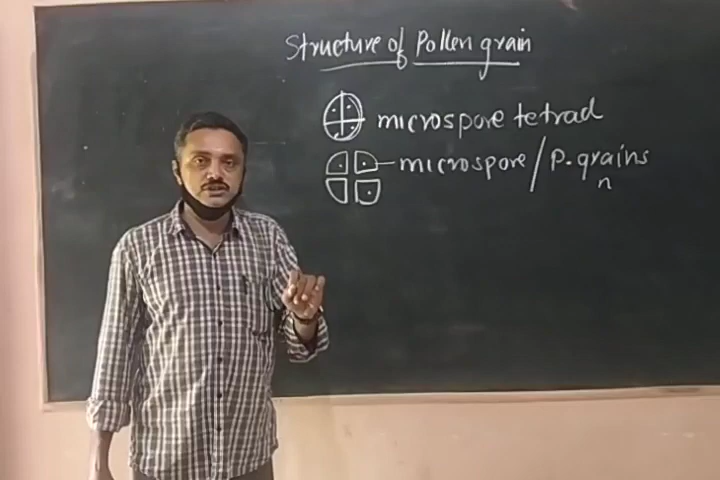 Structure of Pollen grain
microspore tetrad
microspore / P. grains
n